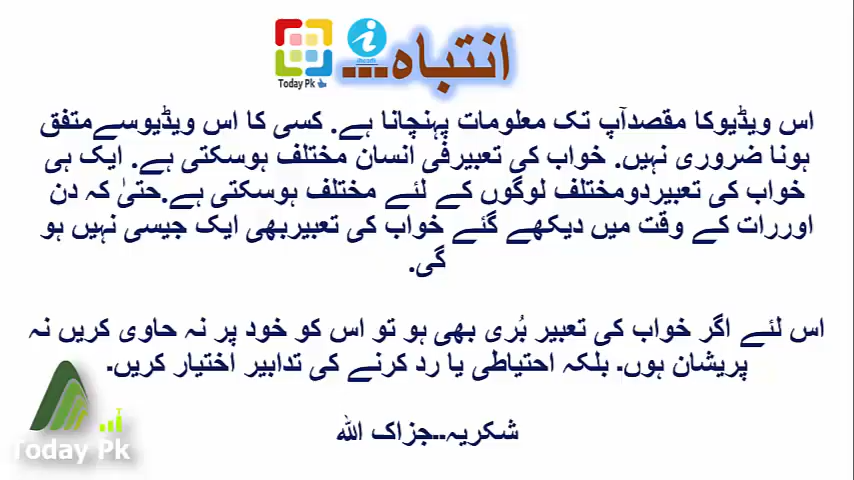 انتباہ...
Today Pk
اس ویڈیوکا مقصدآپ تک معلومات پہنچانا ہے. کسی کا اس ویڈیوسےمتفق
ہونا ضروری نہیں. خواب کی تعبیرفی انسان مختلف ہوسکتی ہے. ایک ہی
خواب کی تعبیردومختلف لوگوں کے لئے مختلف ہوسکتی ہے.حتیٰ کہ دن
اوررات کے وقت میں دیکھے گئے خواب کی تعبیربھی ایک جیسی نہیں ہو
گی.
اس لئے اگر خواب کی تعبیر بُری بھی ہو تو اس کو خود پر نہ حاوی کریں نہ
پریشان ہوں. بلکہ احتیاطی یا رد کرنے کی تدابیر اختیار کریں.
شکریہ..جزاک اللہ
Today Pk